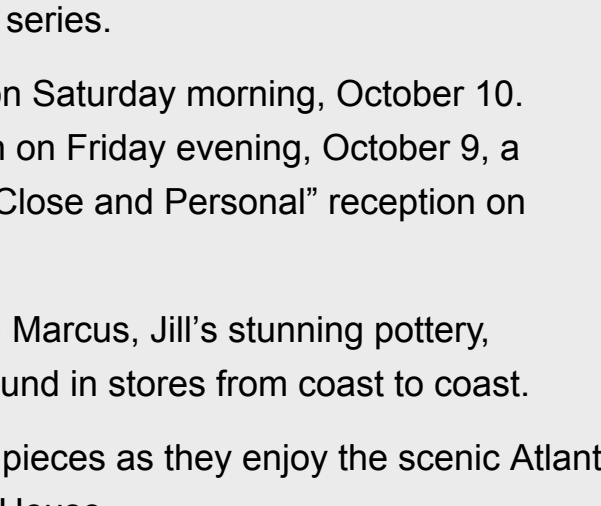 series.
on Saturday morning, October 10.
on Friday evening, October 9, a
Close and Personal” reception on
Marcus, Jill’s stunning pottery,
und in stores from coast to coast.
pieces as they enjoy the scenic Atlant
House